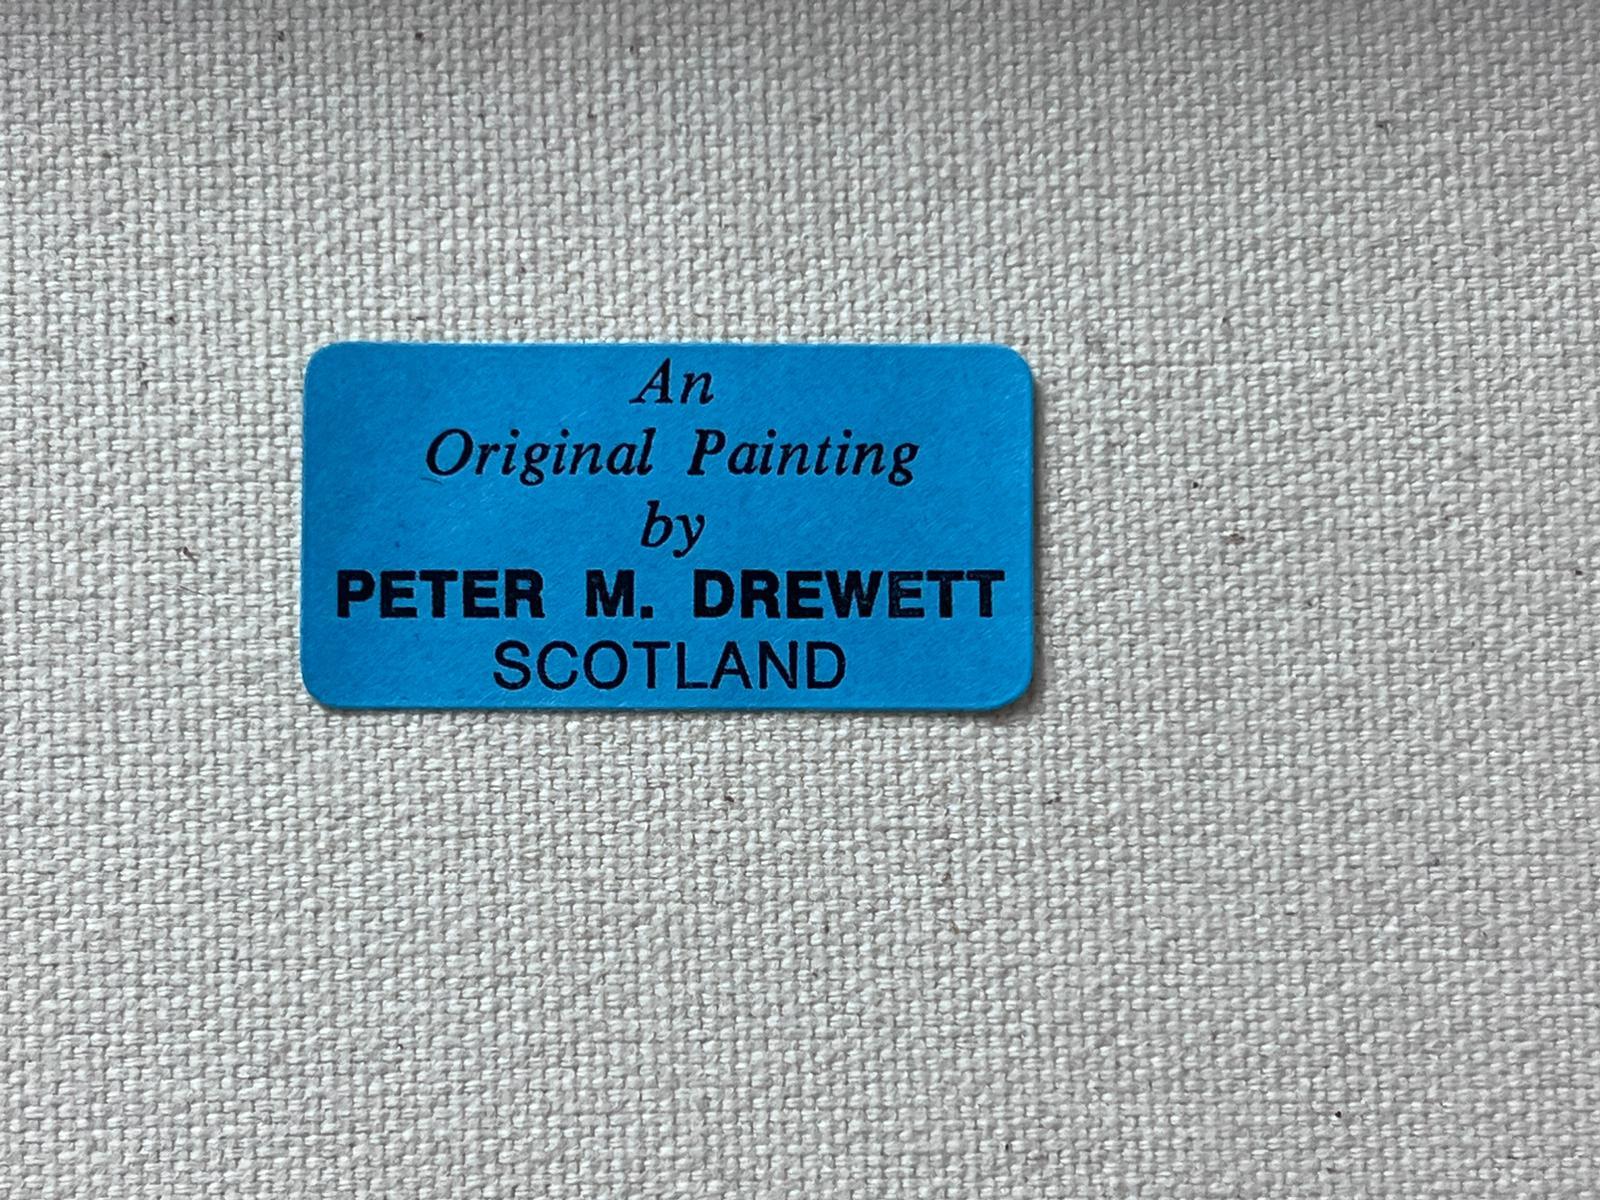 An
Original Painting
by
PETER M. DREWETT
SCOTLAND